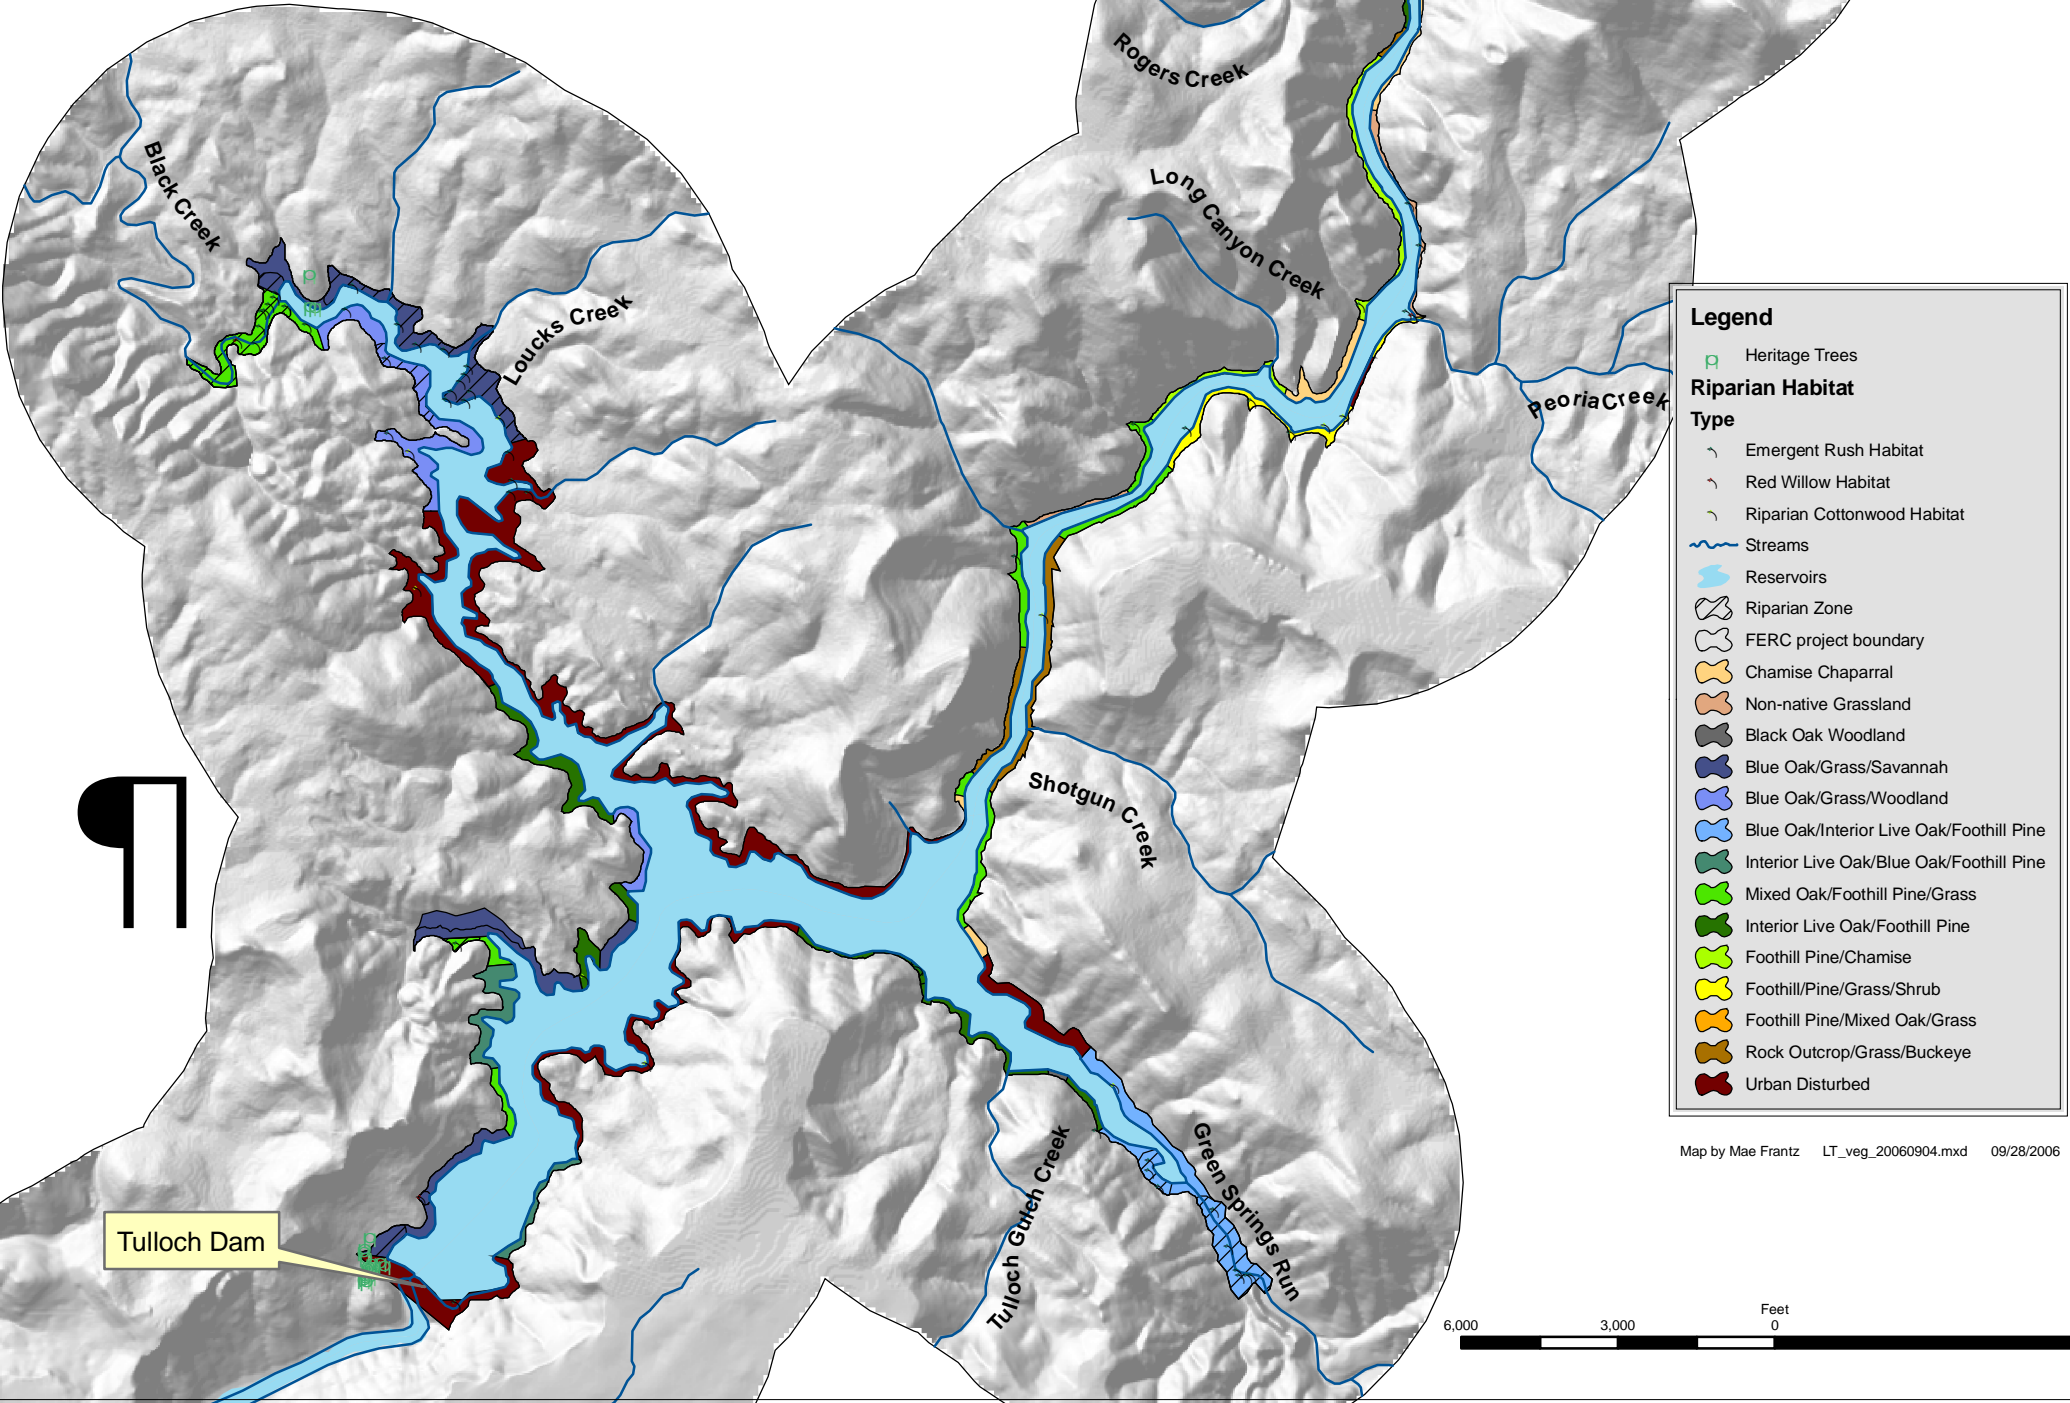 Rogers Creek
Black Creek
Long Canyon Creek
Loucks Creek
Peoria Creek
Shotgun Creek
¶
Green Springs Run
Tulloch Gulch Creek
Tulloch Dam
Legend
Heritage Trees
Riparian Habitat
Type
Emergent Rush Habitat
Red Willow Habitat
Riparian Cottonwood Habitat
Streams
Reservoirs
Riparian Zone
FERC project boundary
Chamise Chaparral
Non-native Grassland
Black Oak Woodland
Blue Oak/Grass/Savannah
Blue Oak/Grass/Woodland
Blue Oak/Interior Live Oak/Foothill Pine
Interior Live Oak/Blue Oak/Foothill Pine
Mixed Oak/Foothill Pine/Grass
Interior Live Oak/Foothill Pine
Foothill Pine/Chamise
Foothill/Pine/Grass/Shrub
Foothill Pine/Mixed Oak/Grass
Rock Outcrop/Grass/Buckeye
Urban Disturbed
Map by Mae Frantz LT_veg_20060904.mxd 09/28/2006
Feet
6,000 3,000 0